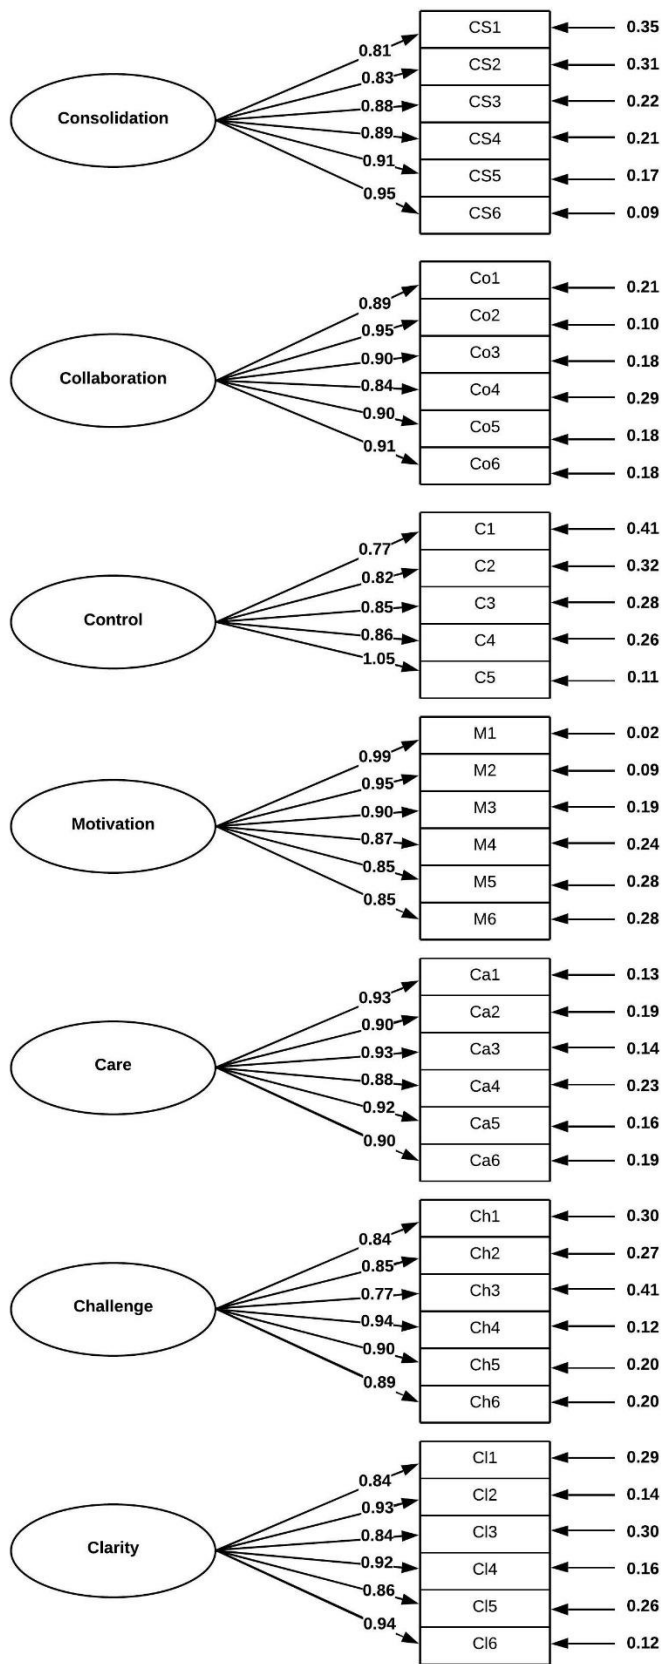 CS1 0.35
0.81
CS2 0.31
0.83
CS3 0.22
0.88
Consolidation
0.89
CS4 0.21
0.91
CS5 0.17
0.95
CS6 0.09
Co1 0.21
0.89
Co2 0.10
0.95
Co3 0.18
0.90
Collaboration
0.84
Co4 0.29
0.90
Co5 0.18
0.91
Co6 0.18
C1 0.41
0.77
C2 0.32
0.82
C3 0.28
0.85
Control
0.86
C4 0.26
1.05
C5 0.11
M1 0.02
0.99
M2 0.09
0.95
M3 0.19
0.90
Motivation
0.87
M4 0.24
0.85
M5 0.28
0.85
M6 0.28
Ca1 0.13
0.93
Ca2 0.19
0.90
Ca3 0.14
0.93
Care
0.88
Ca4 0.23
0.92
Ca5 0.16
0.90
Ca6 0.19
Ch1 0.30
0.84
Ch2 0.27
0.85
Ch3 0.41
0.77
Challenge
0.94
Ch4 0.12
0.90
Ch5 0.20
0.89
Ch6 0.20
Cl1 0.29
0.84
Cl2 0.14
0.93
Cl3 0.30
0.84
Clarity
0.92
Cl4 0.16
0.86
Cl5 0.26
0.94
Cl6 0.12